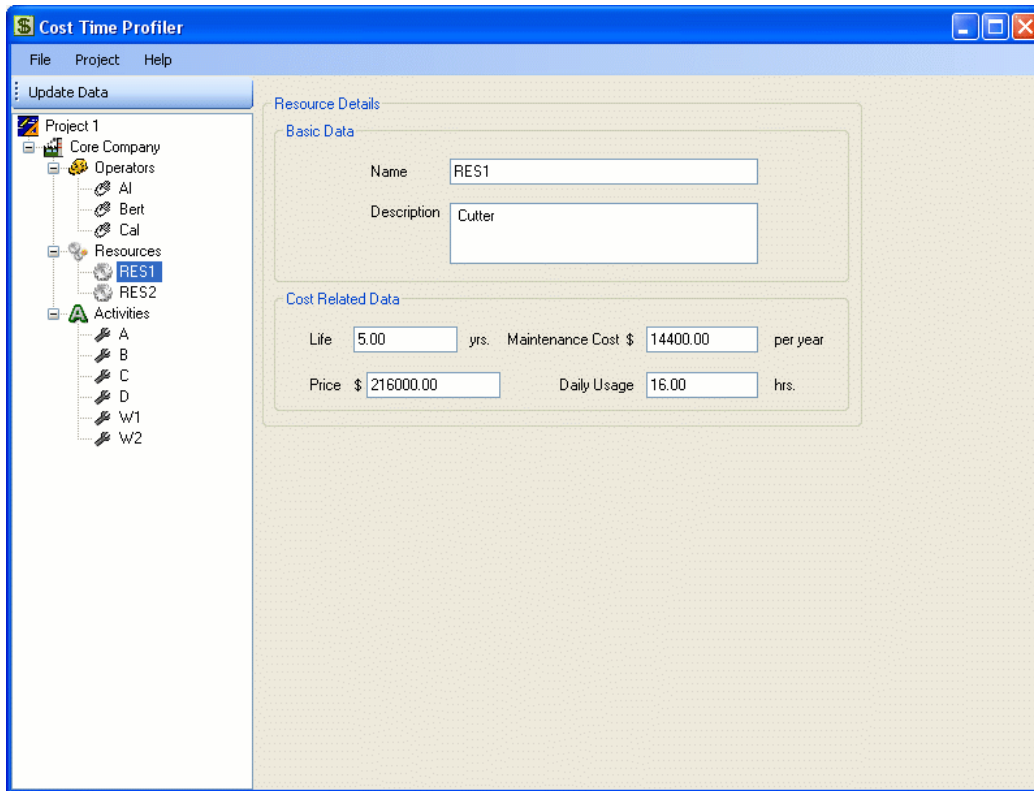 Cost Time Profiler
File Project Help
Update Data
Project 1
Core Company
Operators
Al
Bert
Cal
Resources
RES1
RES2
Activities
A
B
C
D
W1
W2
Resource Details
Basic Data
Name RES1
Description Cutter
Cost Related Data
Life 5.00 yrs. Maintenance Cost $ 14400.00 per year
Price $ 216000.00 Daily Usage 16.00 hrs.